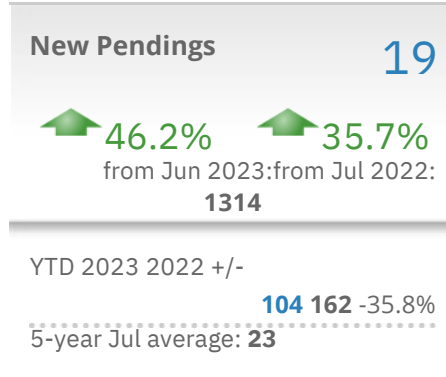 New Pendings 19
46.2% 35.7%
from Jun 2023:from Jul 2022:
1314
YTD 2023 2022 +/-
104 162 -35.8%
5-year Jul average: 23